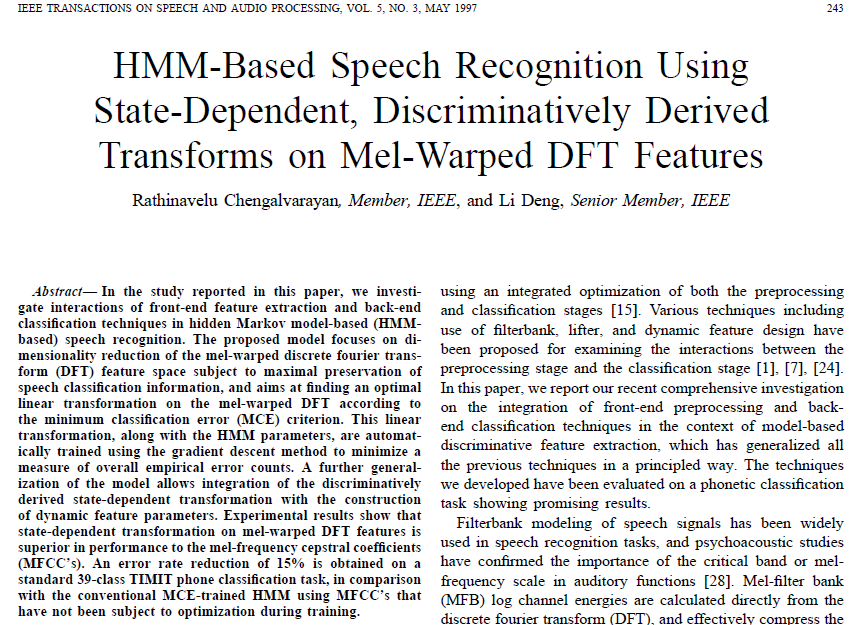 IEEE TRANSACTIONS ON SPEECH AND AUDIO PROCESSING, VOL. 5, NO. 3, MAY 1997
243
HMM-Based Speech Recognition Using
State-Dependent, Discriminatively Derived
Transforms on Mel-Warped DFT Features
Rathinavelu Chengalvarayan, Member, IEEE, and Li Deng, Senior Member, IEEE
Abstract— In the study reported in this paper, we investi-
gate interactions of front-end feature extraction and back-end
classification techniques in hidden Markov model-based (HMM-
based) speech recognition. The proposed model focuses on di-
mensionality reduction of the mel-warped discrete fourier trans-
form (DFT) feature space subject to maximal preservation of
speech classification information, and aims at finding an optimal
linear transformation on the mel-warped DFT according to
the minimum classification error (MCE) criterion. This linear
transformation, along with the HMM parameters, are automat-
ically trained using the gradient descent method to minimize a
measure of overall empirical error counts. A further general-
ization of the model allows integration of the discriminatively
derived state-dependent transformation with the construction
of dynamic feature parameters. Experimental results show that
state-dependent transformation on mel-warped DFT features is
superior in performance to the mel-frequency cepstral coefficients
(MFCC's). An error rate reduction of 15% is obtained on a
standard 39-class TIMIT phone classification task, in comparison
with the conventional MCE-trained HMM using MFCC's that
have not been subject to optimization during training.
using an integrated optimization of both the preprocessing
and classification stages [15]. Various techniques including
use of filterbank, lifter, and dynamic feature design have
been proposed for examining the interactions between the
preprocessing stage and the classification stage [1], [7], [24].
In this paper, we report our recent comprehensive investigation
on the integration of front-end preprocessing and back-
end classification techniques in the context of model-based
discriminative feature extraction, which has generalized all
the previous techniques in a principled way. The techniques
we developed have been evaluated on a phonetic classification
task showing promising results.
Filterbank modeling of speech signals has been widely
used in speech recognition tasks, and psychoacoustic studies
have confirmed the importance of the critical band or mel-
frequency scale in auditory functions [28]. Mel-filter bank
(MFB) log channel energies are calculated directly from the
discrete fourier transform (DFT), and effectively compress the